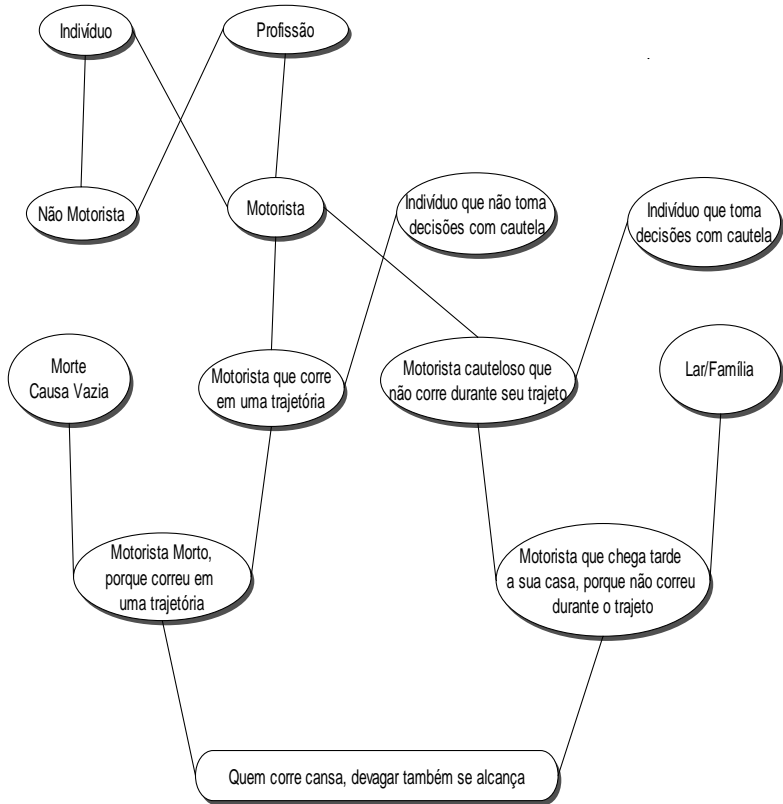 Indivíduo
Profissão
Não Motorista
Motorista
Indivíduo que não toma
decisões com cautela
Indivíduo que toma
decisões com cautela
Morte
Causa Vazia
Motorista que corre
em uma trajetória
Motorista cauteloso que
não corre durante seu trajeto
Lar/Família
Motorista Morto,
porque correu em
uma trajetória
Motorista que chega tarde
a sua casa, porque não correu
durante o trajeto
Quem corre cansa, devagar também se alcança